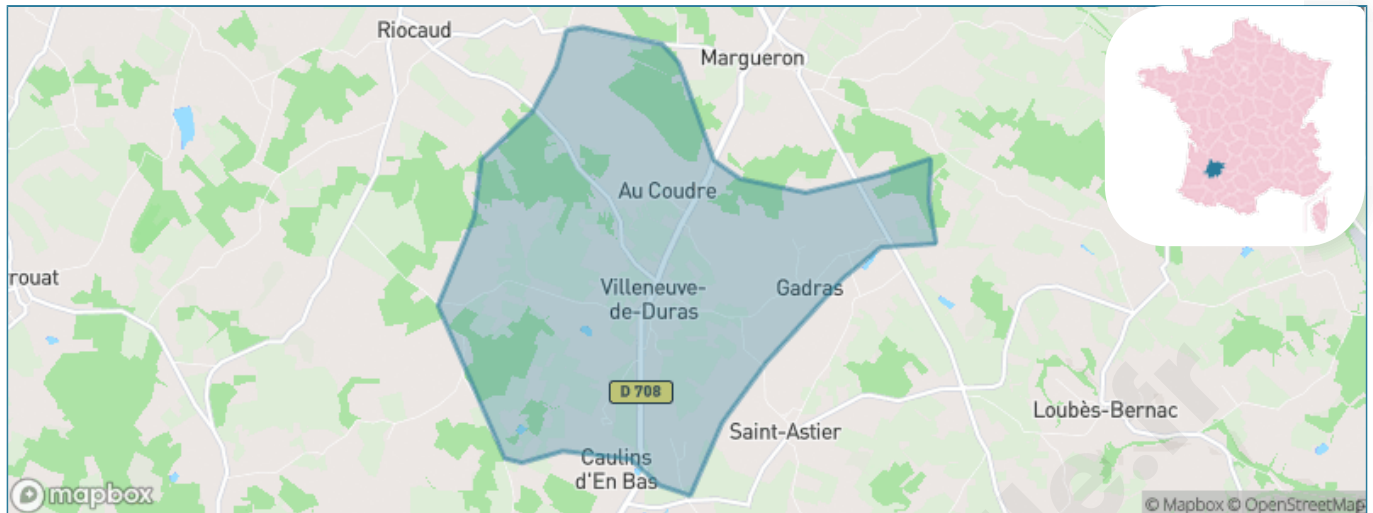 Riocaud
Margueron
Au Coudre
rouat
Villeneuve-
de-Duras
Gadras
D 708
Loubès-Bernac
Saint-Astier
Caulins
d'En Bas
mapbox
© Mapbox © OpenStreetMap
e.fr